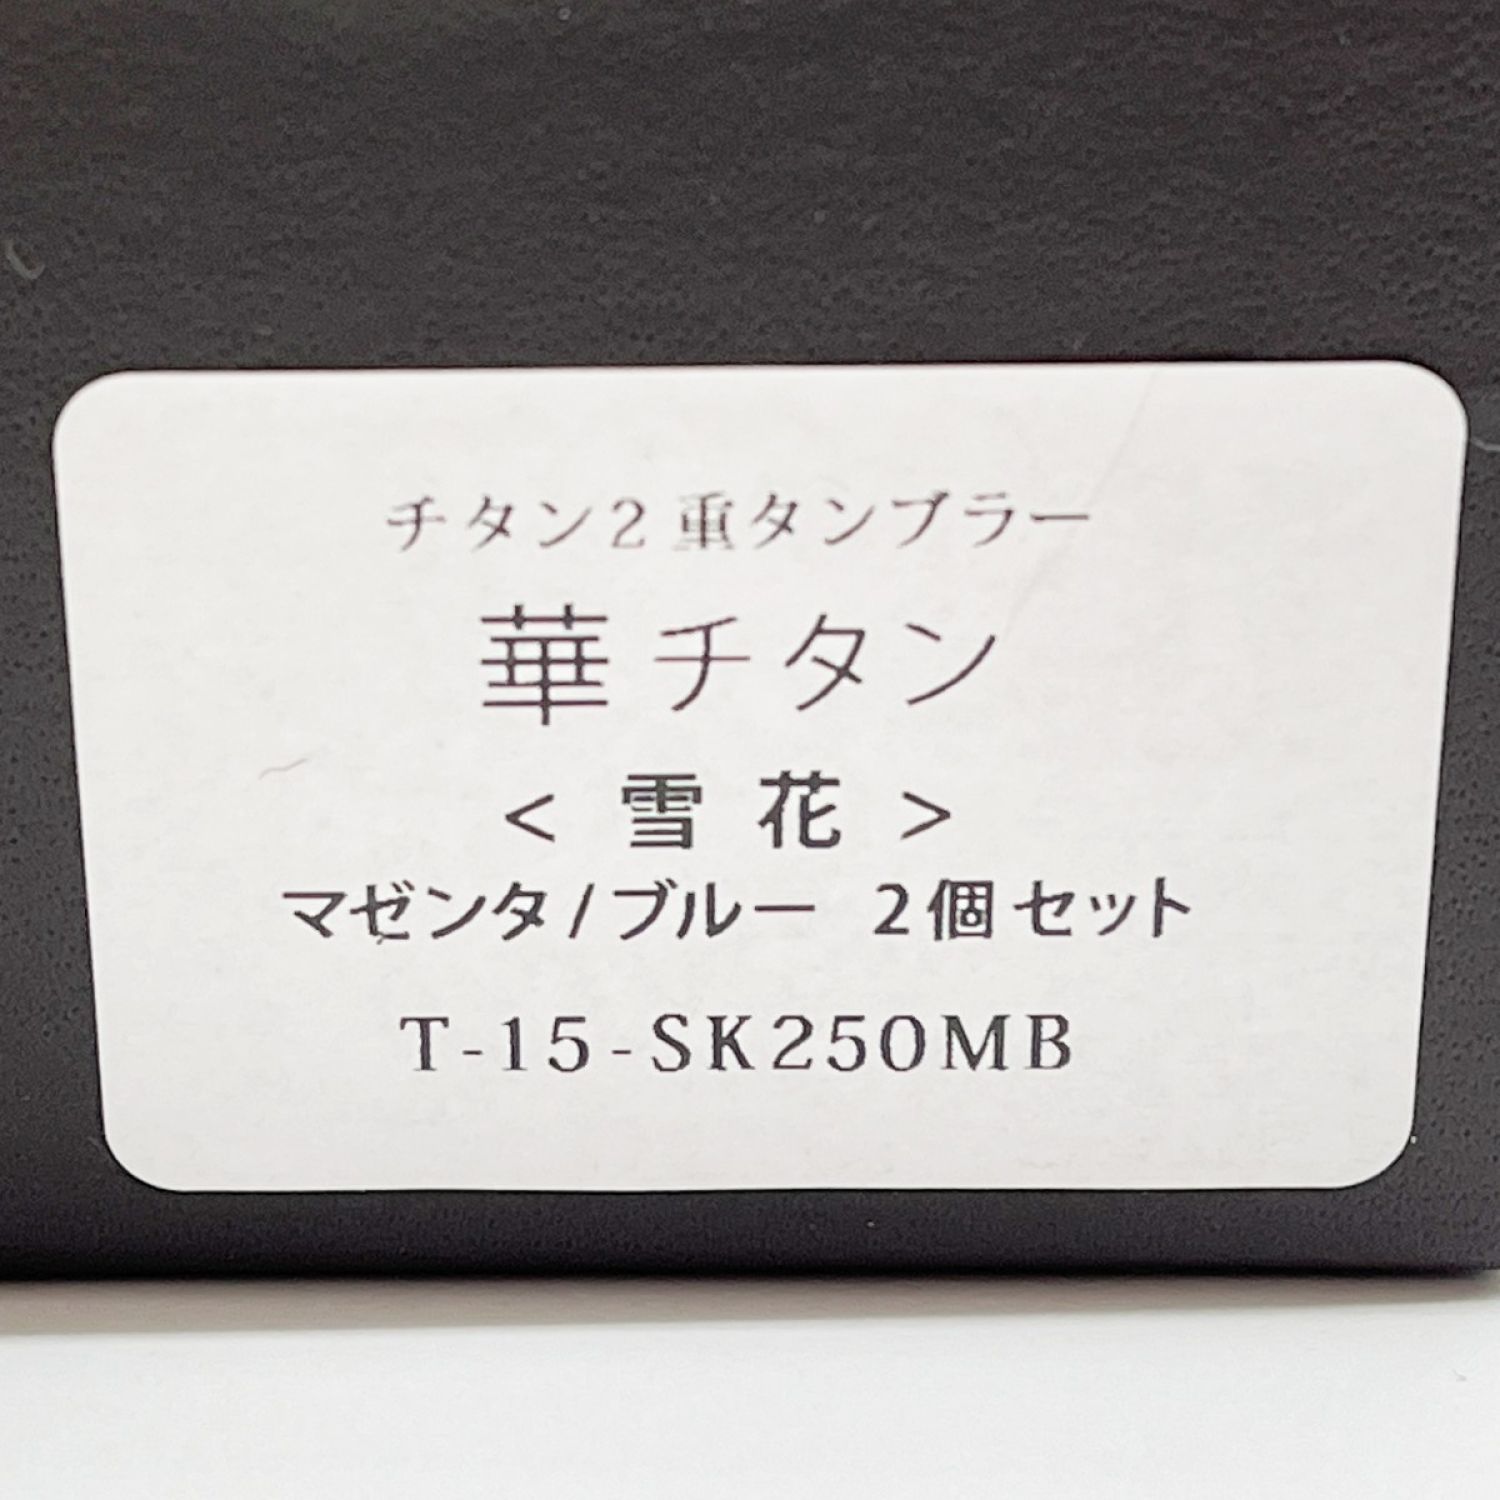 チタン2重タンブラー
華チタン
<雪花>
マゼンタ/ブルー 2個セット
T-15-SK250MB